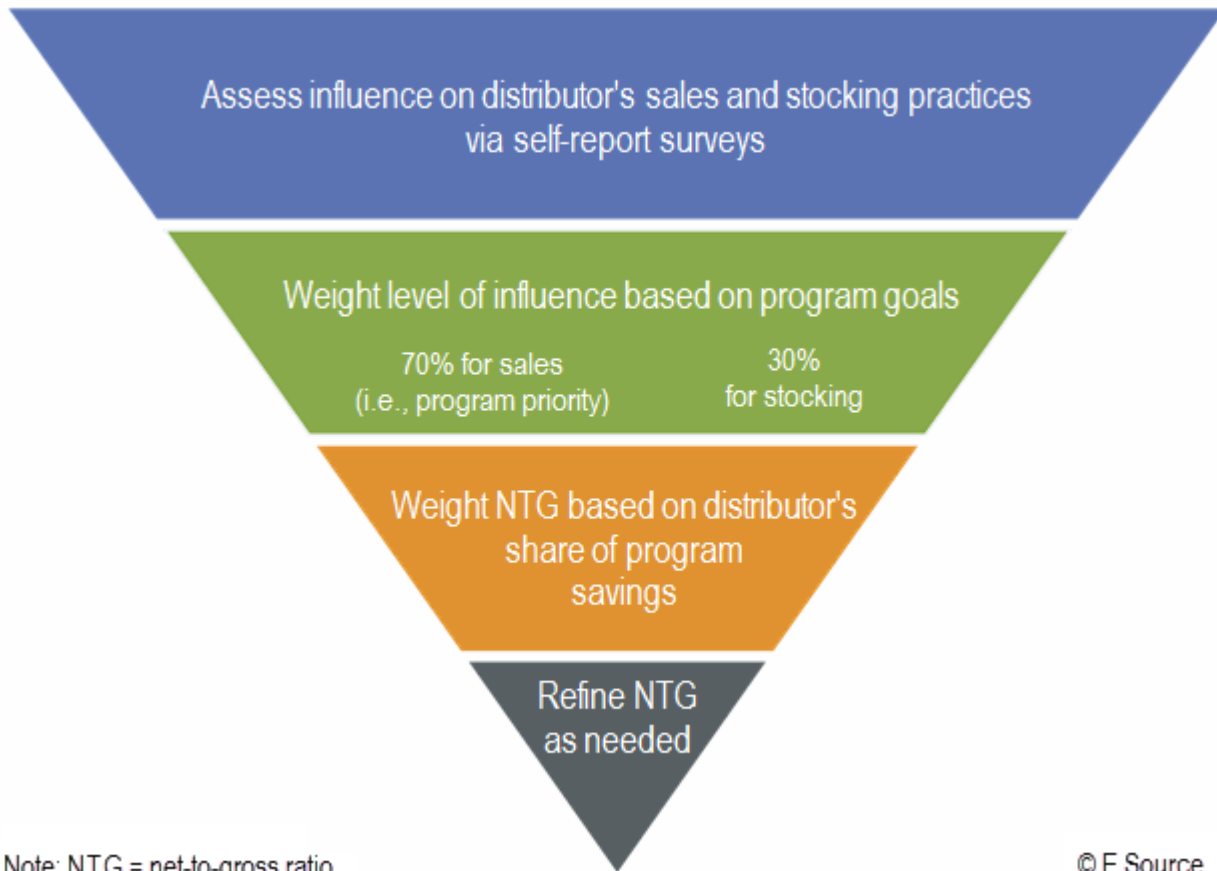 Assess influence on distributor's sales and stocking practices
via self-report surveys
Weight level of influence based on program goals
70% for sales
(i.e., program priority)
30%
for stocking
Weight NTG based on distributor's
share of program
savings
Refine NTG
as needed
Note: NTG = net-to-gross ratio
© E Source